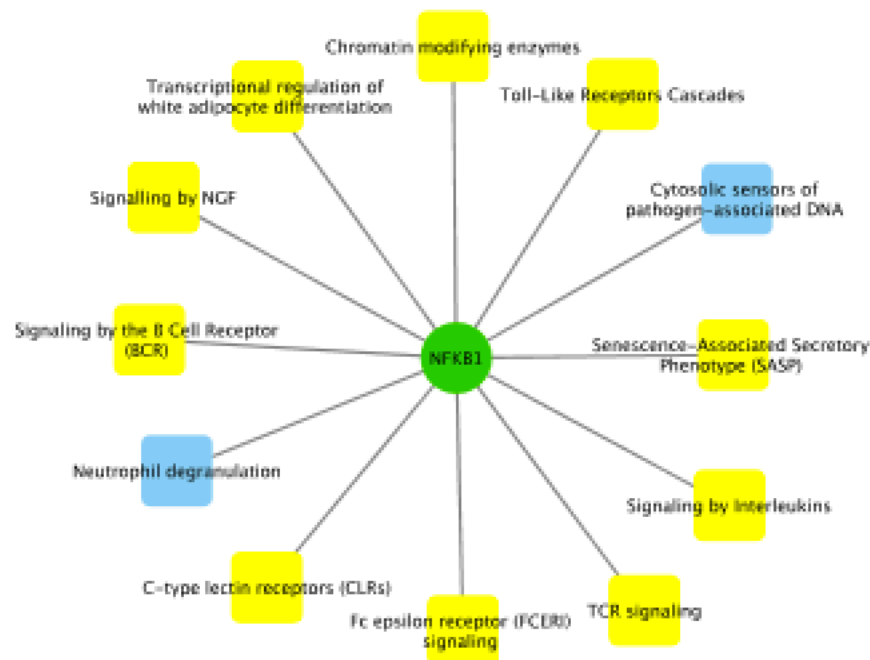 Chromatin modifying enzymes
Transcriptional regulation of
white adipocyte differentiation
Toll-Like Receptors Cascades
Signalling by NGF
Cytosolic sensors of
pathogen-associated DNA
Signaling by the B Cell Receptor
(BCR)
NFKB1
Senescence-Associated Secretory
Phenotype (SASP)
Neutrophil degranulation
Signaling by Interleukins
C-type lectin receptors (CLRs)
Fc epsilon receptor (FCERI)
signaling
TCR signaling